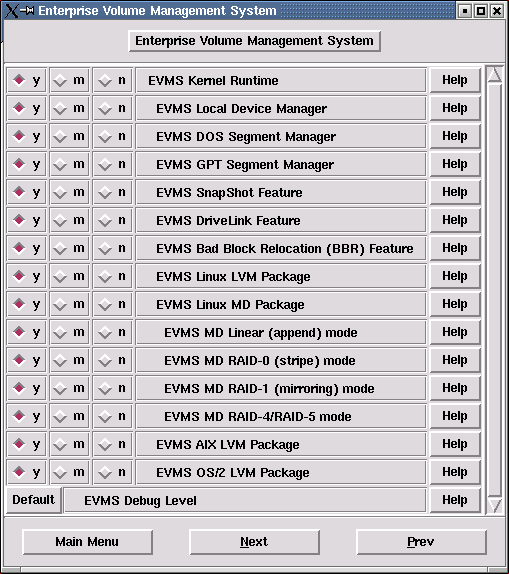 Enterprise Volume Management System
Enterprise Volume Management System
y m n EVMS Kernel Runtime Help
y m n EVMS Local Device Manager Help
y m n EVMS DOS Segment Manager Help
y m n EVMS GPT Segment Manager Help
y m n EVMS SnapShot Feature Help
y m n EVMS DriveLink Feature Help
y m n EVMS Bad Block Relocation (BBR) Feature Help
y m n EVMS Linux LVM Package Help
y m n EVMS Linux MD Package Help
y m n EVMS MD Linear (append) mode Help
y m n EVMS MD RAID-0 (stripe) mode Help
y m n EVMS MD RAID-1 (mirroring) mode Help
y m n EVMS MD RAID-4/RAID-5 mode Help
y m n EVMS AIX LVM Package Help
y m n EVMS OS/2 LVM Package Help
Default EVMS Debug Level Help
Main Menu Next Prev